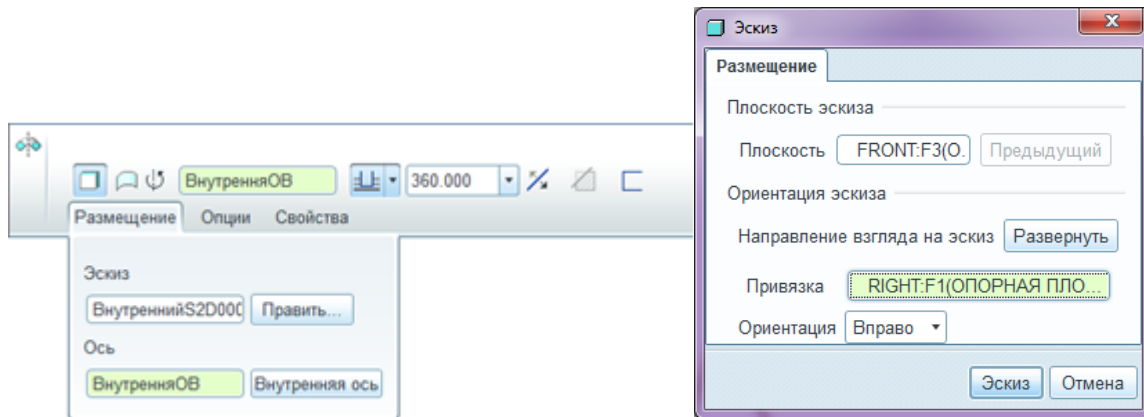 ВнутренняОВ 360.000
Размещение Опции Свойства
Эскиз
ВнутреннийS2D000 Править...
Ось
ВнутренняОВ Внутренняя ось
Эскиз
Размещение
Плоскость эскиза
Плоскость FRONT:F3(О. Предыдущий
Ориентация эскиза
Направление взгляда на эскиз Развернуть
Привязка RIGHT:F1(ОПОРНАЯ ПЛО...
Ориентация Вправо
Эскиз Отмена